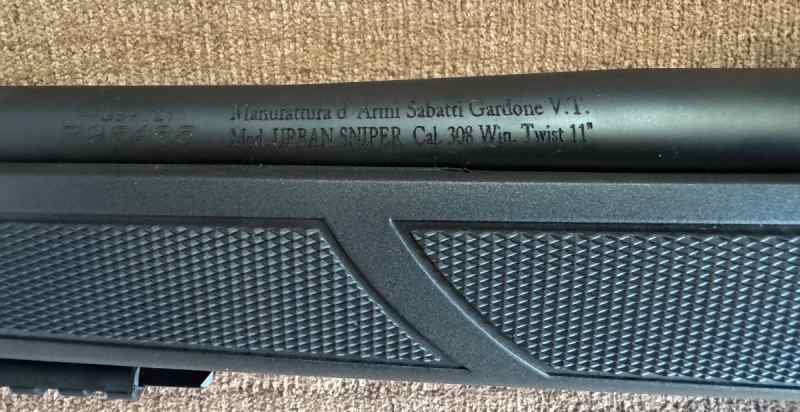 Manufattura d' Armi Sabatti Gardone V.T.
Mod. URBAN SNIPER Cal. 308 Win. Twist 11"